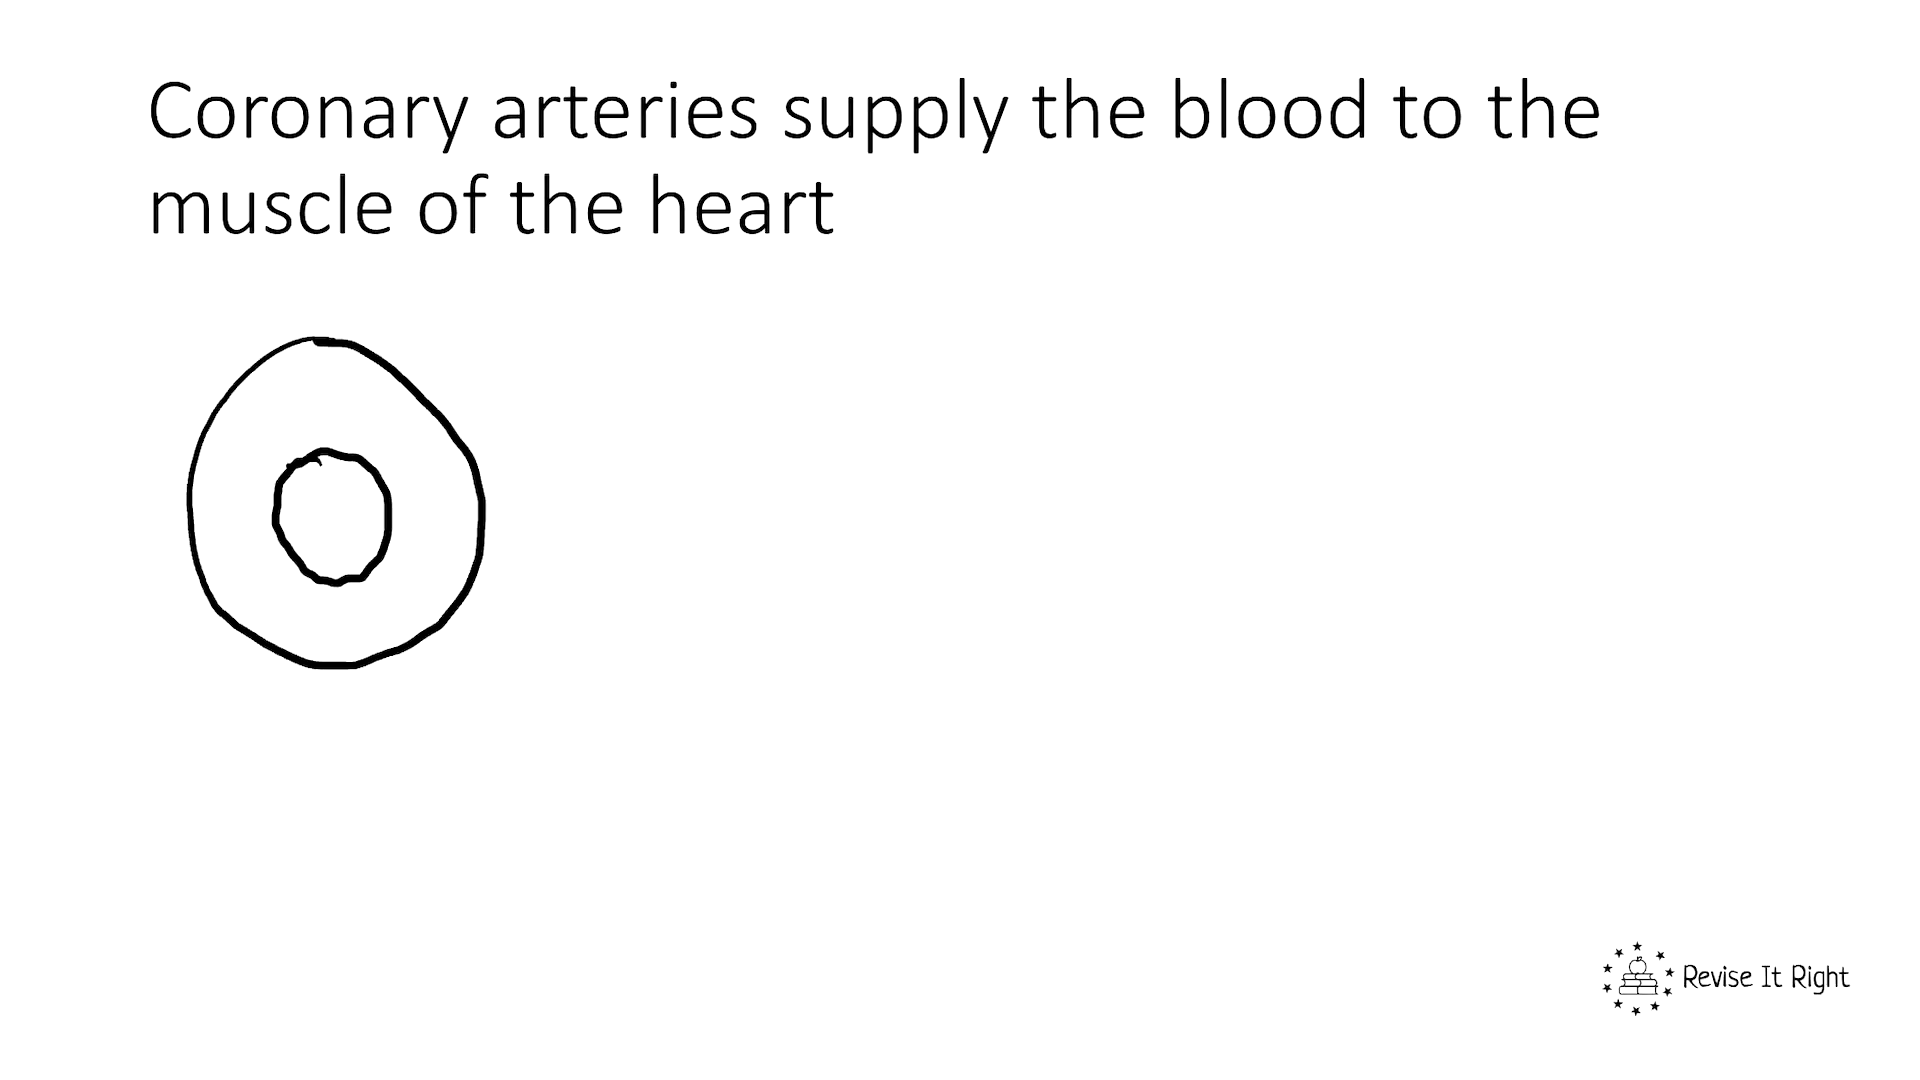 Coronary arteries supply the blood to the
muscle of the heart
Revise It Right